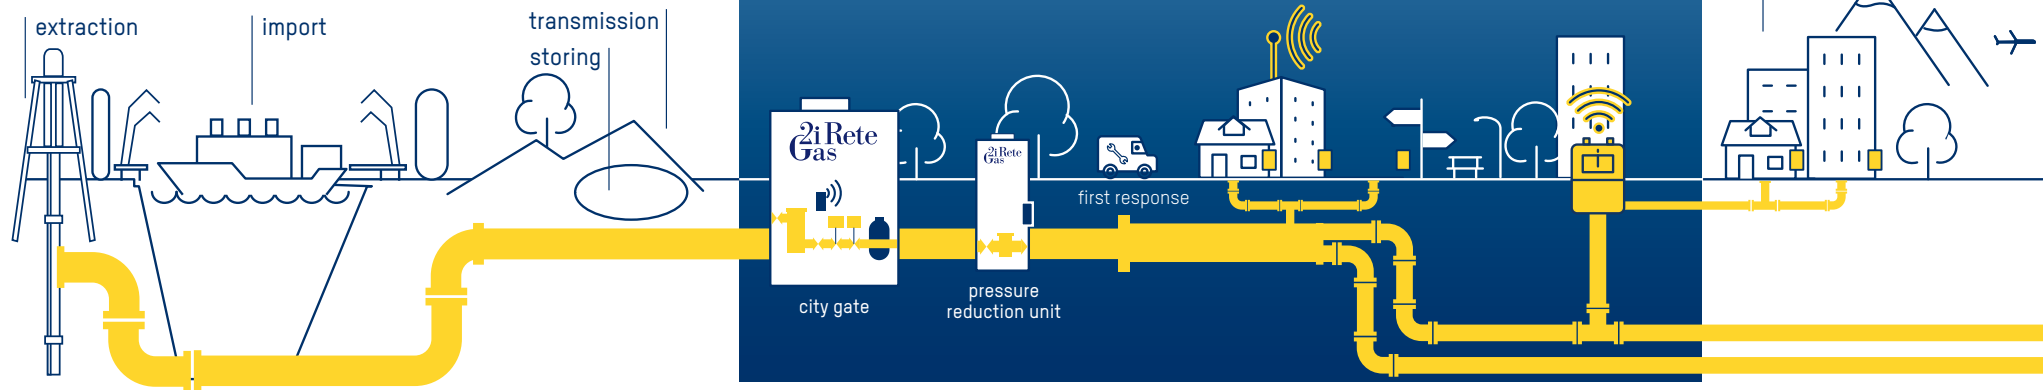 extraction
import
transmission
storing
2i Rete
Gas
2i Rete
Gas
first response
city gate
pressure
reduction unit